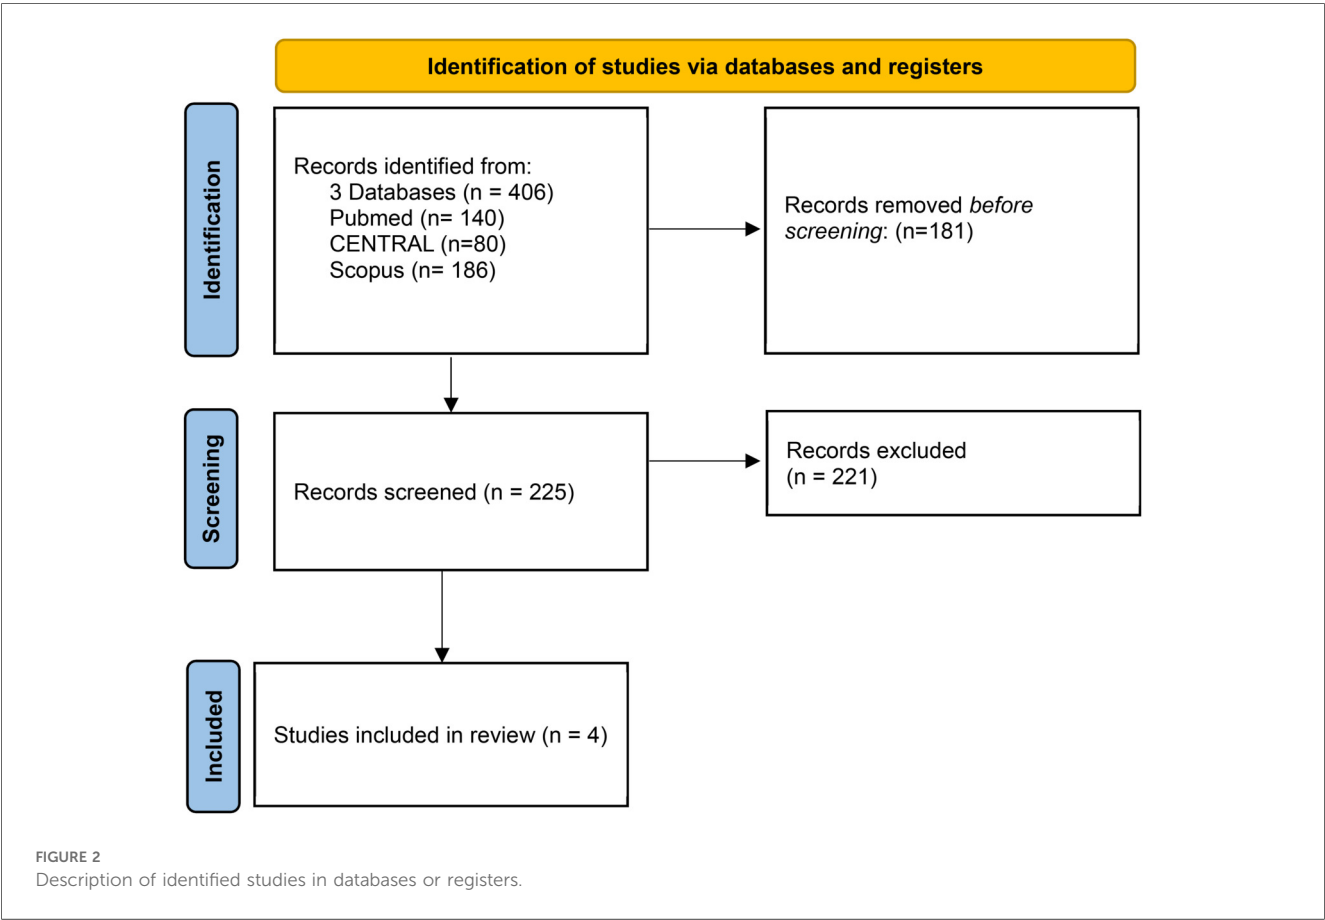 Identification of studies via databases and registers
Identification
Records identified from:
3 Databases (n = 406)
Pubmed (n= 140)
CENTRAL (n=80)
Scopus (n= 186)
Records removed before
screening: (n=181)
Screening
Records screened (n = 225)
Records excluded
(n = 221)
Included
Studies included in review (n = 4)
FIGURE 2
Description of identified studies in databases or registers.